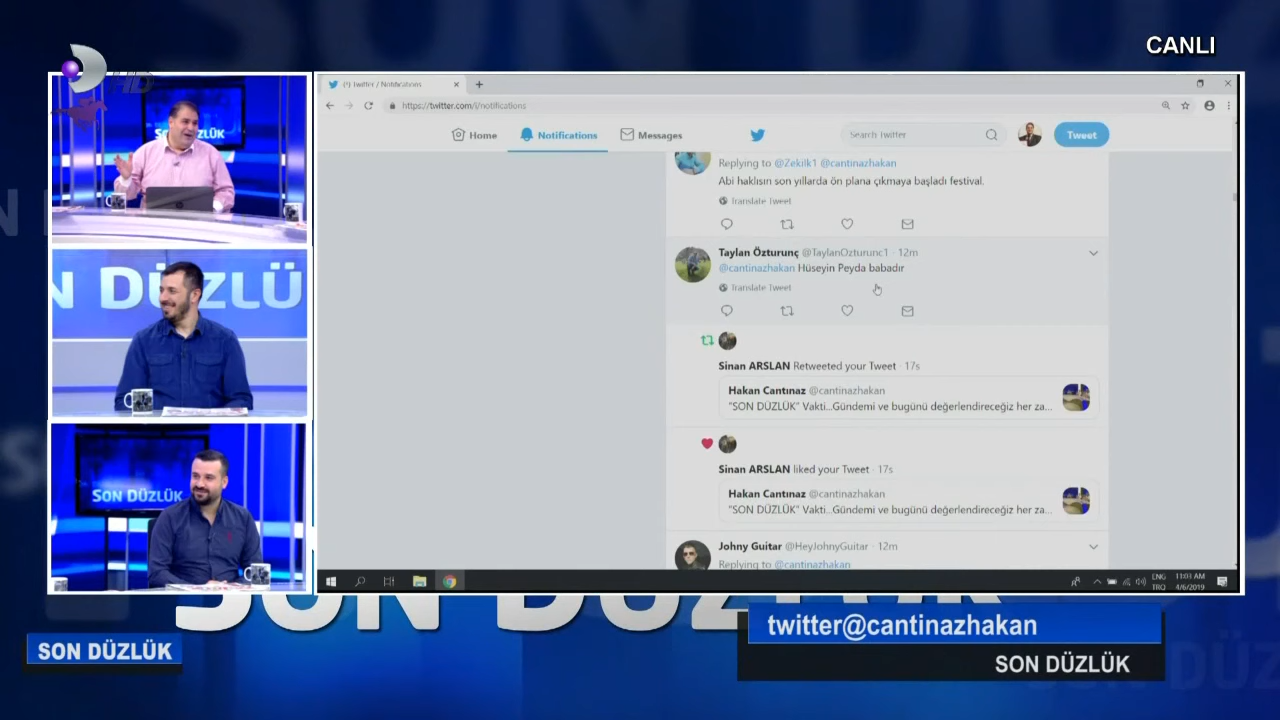 CANLI
HD
SON DÜZLÜK
N DÜZLÜ
SON DÜZLÜK
(*) Twitter / Notifications
https://twitter.com/i/notifications
Home
Notifications
Messages
Search Twitter
Tweet
Replying to @Zekilk1 @cantinazhakan
Abi haklısın son yıllarda ön plana çıkmaya başladı festival.
Translate Tweet
Taylan Özturunç @TaylanOzturunc1 · 12m
@cantinazhakan Hüseyin Peyda babadır
Translate Tweet
Sinan ARSLAN Retweeted your Tweet · 17s
Hakan Cantınaz @cantinazhakan
"SON DÜZLÜK" Vakti...Gündemi ve bugünü değerlendireceğiz her za...
Sinan ARSLAN liked your Tweet · 17s
Hakan Cantınaz @cantinazhakan
"SON DÜZLÜK" Vakti...Gündemi ve bugünü değerlendireceğiz her za...
Johny Guitar @HeyJohnyGuitar · 12m
Replying to @cantinazhakan
ENG
TRQ
11:03 AM
4/6/2019
SON DÜZLÜK
SON DÜZLÜK
twitter@cantinazhakan
SON DÜZLÜK